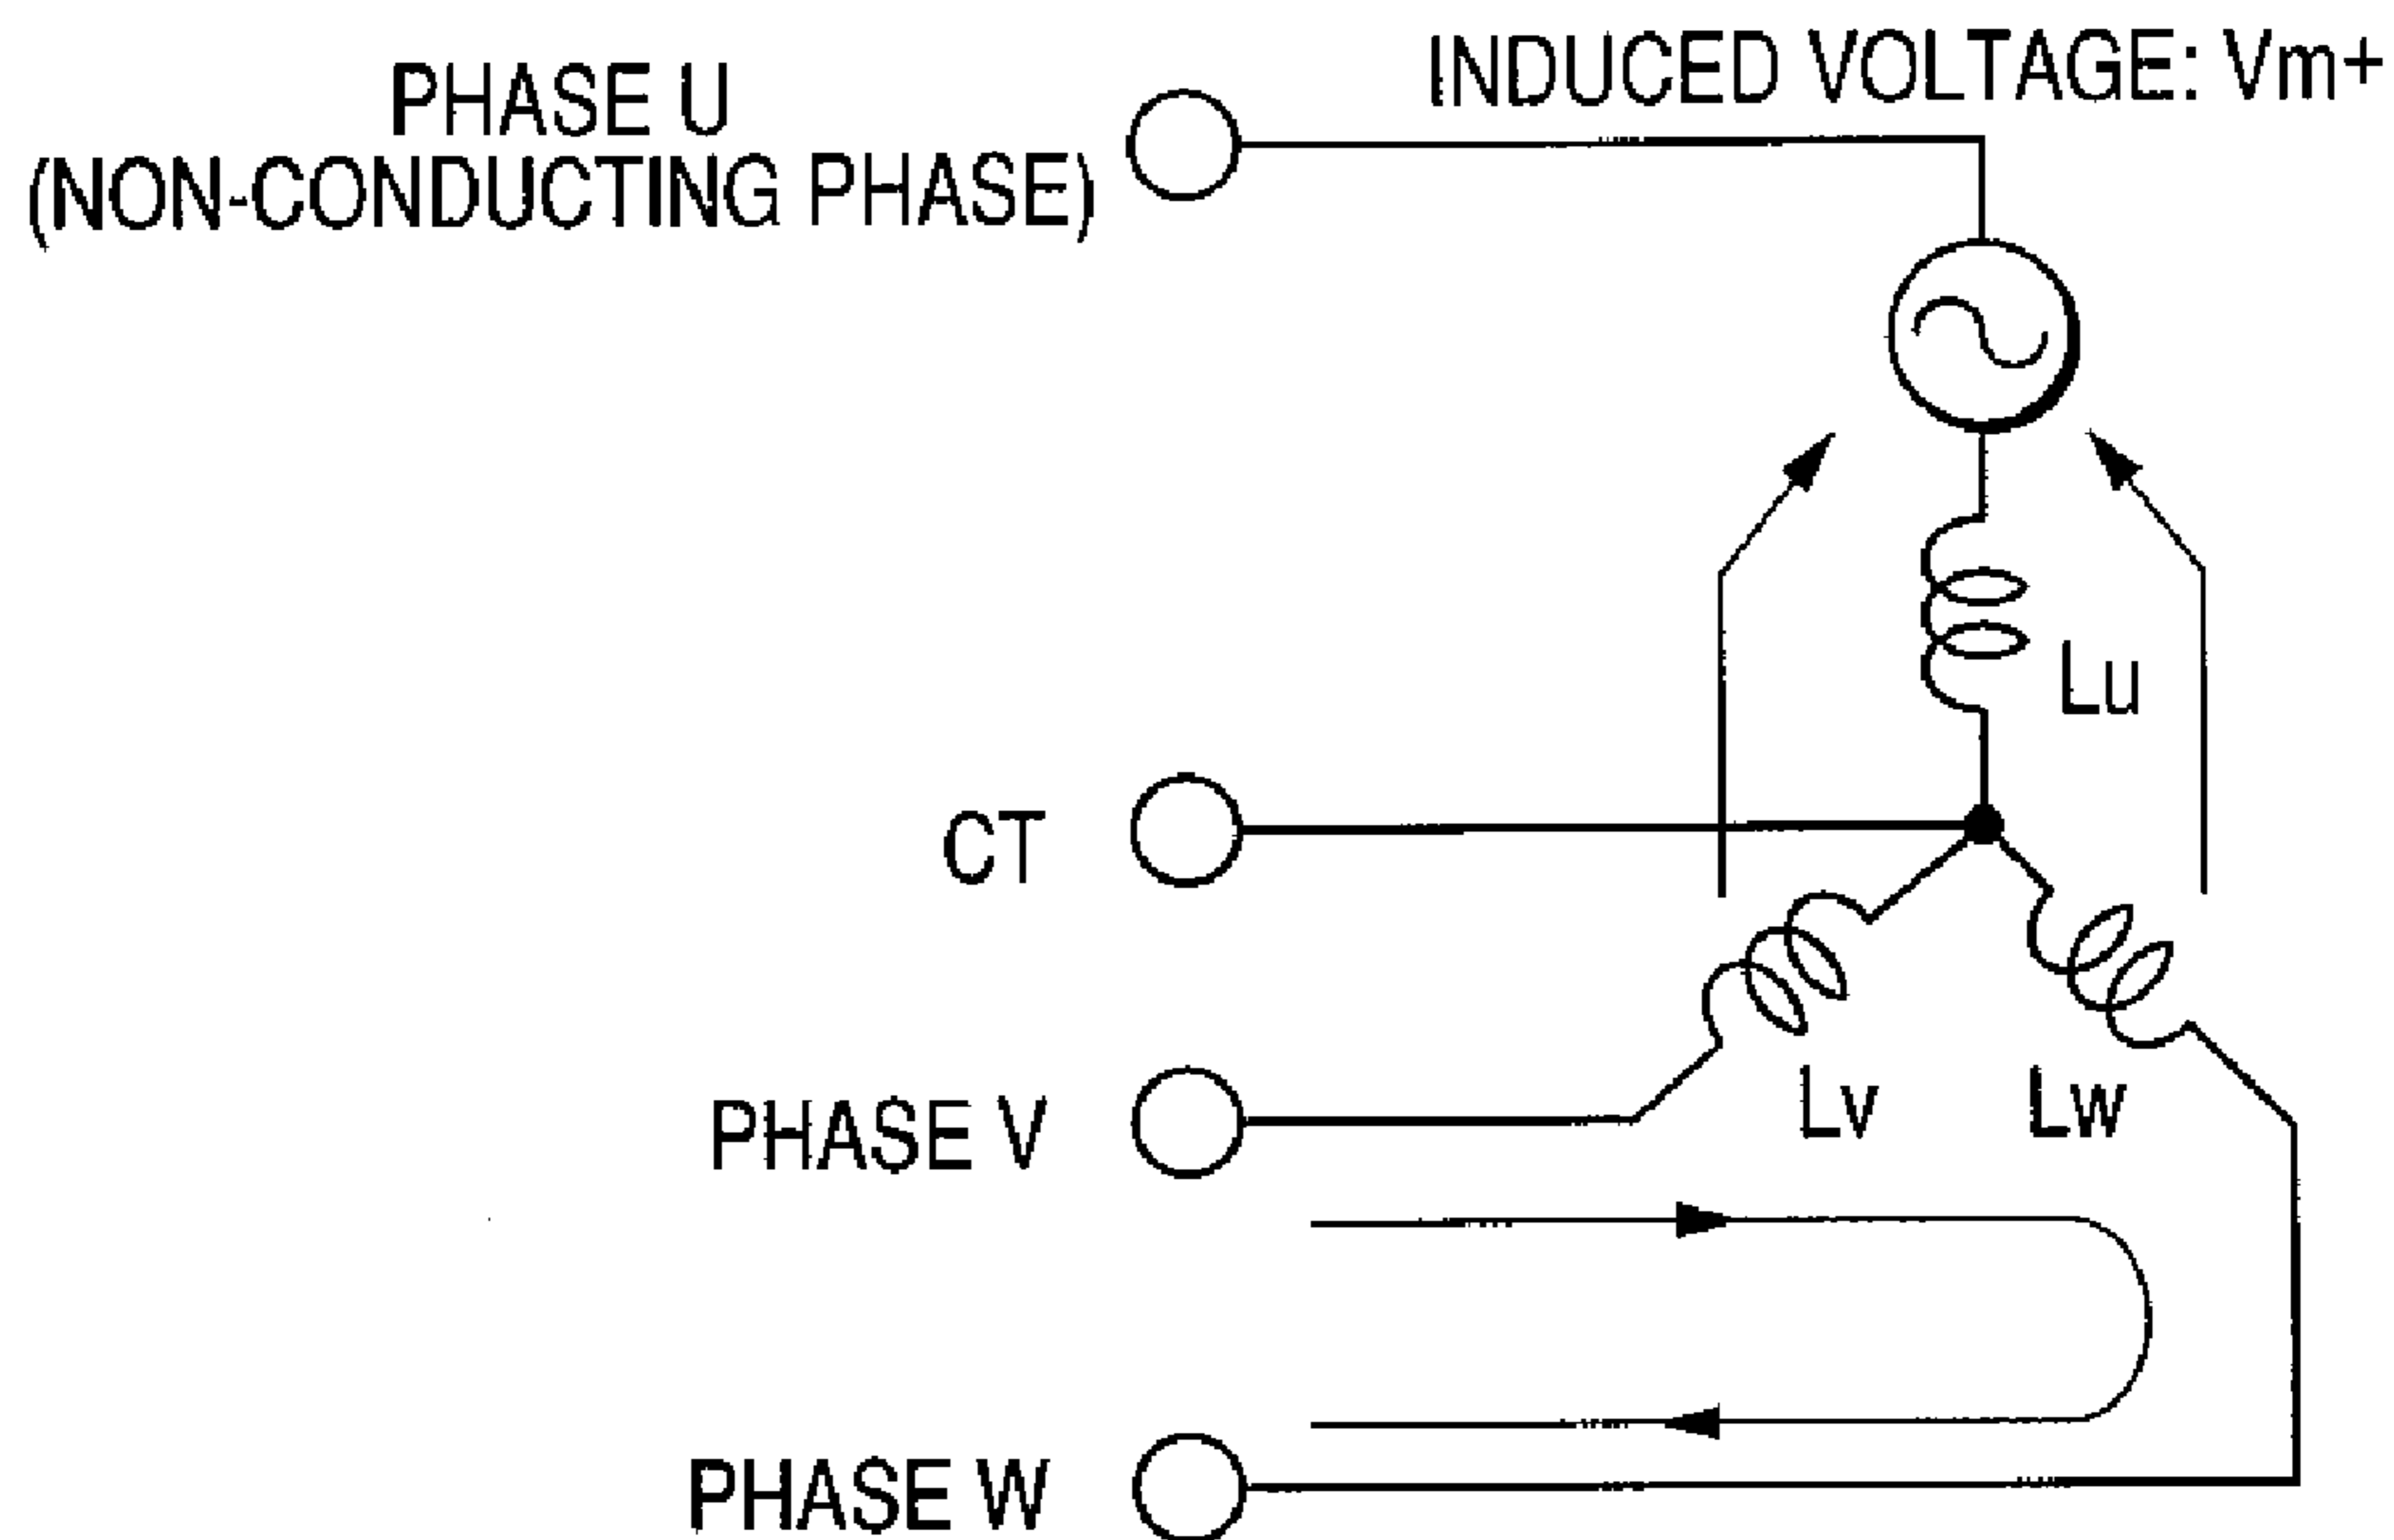 INDUCED VOLTAGE: Vm+
PHASE U
(NON-CONDUCTING PHASE)
Lu
CT
Lv
Lw
PHASE V
PHASE W